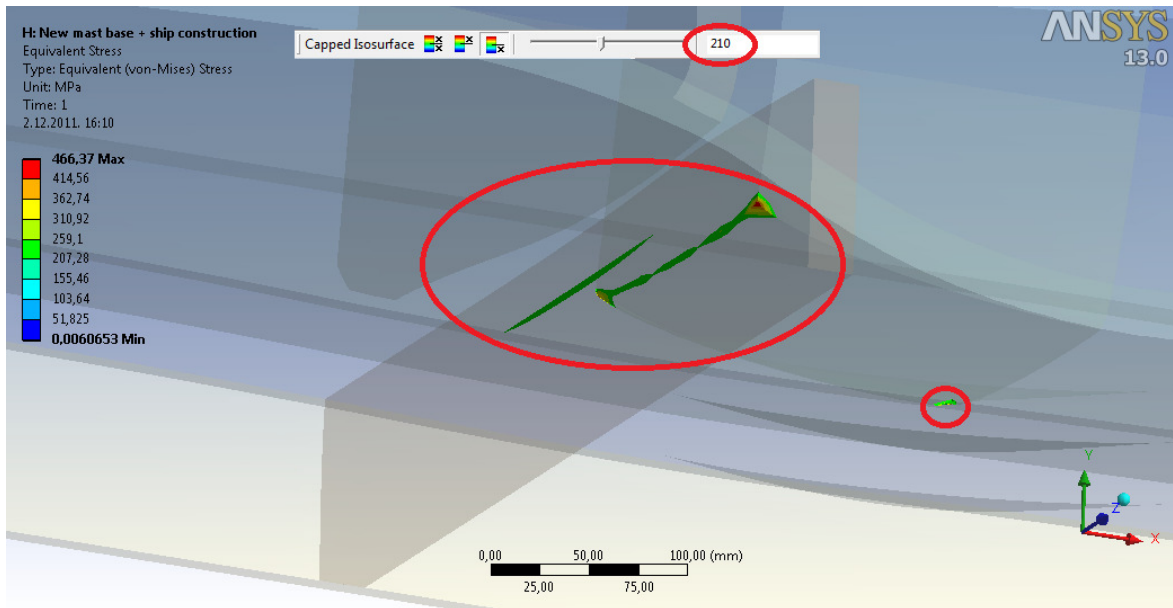 H: New mast base + ship construction
Equivalent Stress
Type: Equivalent (von-Mises) Stress
Unit: MPa
Time: 1
2.12.2011. 16:10
Capped Isosurface
210
ANSYS
13.0
466,37 Max
414,56
362,74
310,92
259,1
207,28
155,46
103,64
51,825
0,0060653 Min
Y
Z
X
0,00 50,00 100,00 (mm)
25,00 75,00